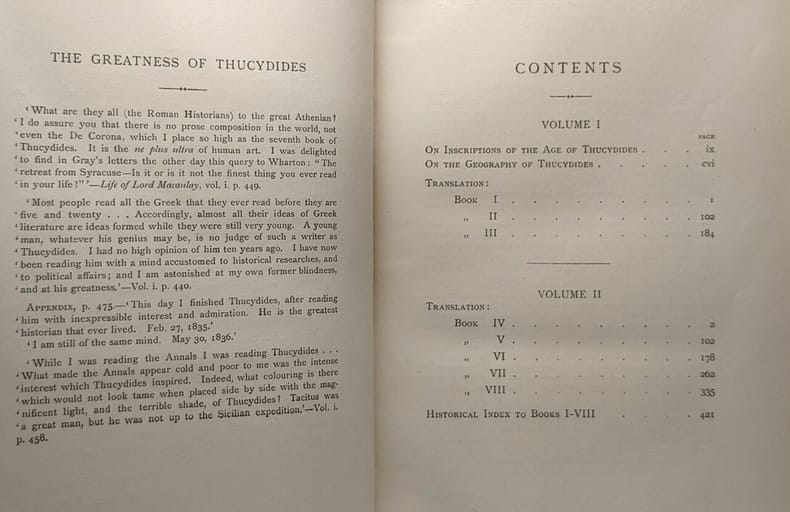 THE GREATNESS OF THUCYDIDES
‘What are they all (the Roman Historians) to the great Athenian?
‘I do assure you that there is no prose composition in the world, not
‘even the De Corona, which I place so high as the seventh book of
‘Thucydides. It is the ne plus ultra of human art. I was delighted
‘to find in Gray's letters the other day this query to Wharton: “The
‘retreat from Syracuse—Is it or is it not the finest thing you ever read
‘in your life?”’—Life of Lord Macaulay, vol. i. p. 449.
‘Most people read all the Greek that they ever read before they are
‘five and twenty . . . Accordingly, almost all their ideas of Greek
‘literature are ideas formed while they were still very young. A young
‘man, whatever his genius may be, is no judge of such a writer as
‘Thucydides. I had no high opinion of him ten years ago. I have now
‘been reading him with a mind accustomed to historical researches, and
‘to political affairs; and I am astonished at my own former blindness,
‘and at his greatness.’—Vol. i. p. 440.
APPENDIX, p. 475.—‘This day I finished Thucydides, after reading
‘him with inexpressible interest and admiration. He is the greatest
‘historian that ever lived. Feb. 27, 1835.’
‘I am still of the same mind. May 30, 1836.’
‘While I was reading the Annals I was reading Thucydides . . .
‘What made the Annals appear cold and poor to me was the intense
‘interest which Thucydides inspired. Indeed, what colouring is there
‘which would not look tame when placed side by side with the mag-
‘nificent light, and the terrible shade, of Thucydides? Tacitus was
‘a great man, but he was not up to the Sicilian expedition.’—Vol. i.
p. 458.
CONTENTS
VOLUME I
PAGE
ON INSCRIPTIONS OF THE AGE OF THUCYDIDES . . . ix
ON THE GEOGRAPHY OF THUCYDIDES . . . . . cvi
TRANSLATION:
BOOK I . . . . . . . . . 1
„ II . . . . . . . . . 102
„ III . . . . . . . . . 184
VOLUME II
TRANSLATION:
BOOK IV . . . . . . . . . 2
„ V . . . . . . . . . 102
„ VI . . . . . . . . . 178
„ VII . . . . . . . . . 262
„ VIII . . . . . . . . . 335
HISTORICAL INDEX TO BOOKS I-VIII . . . . 421